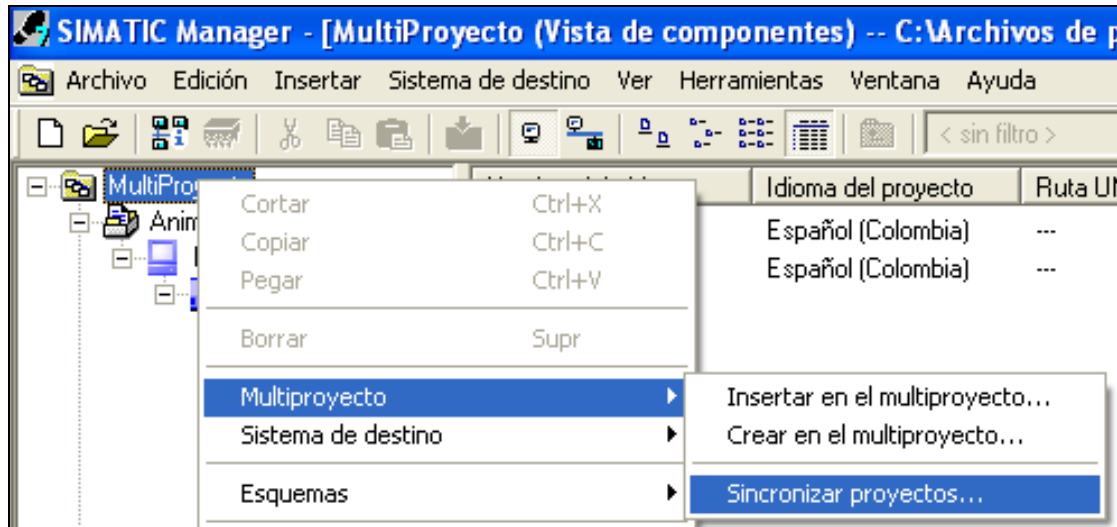 SIMATIC Manager - [MultiProyecto (Vista de componentes) -- C:\Archivos de
Archivo Edición Insertar Sistema de destino Ver Herramientas Ventana Ayuda
< sin filtro >
Idioma del proyecto Ruta
Español (Colombia) ---
Español (Colombia) ---
Cortar Ctrl+X
Copiar Ctrl+C
Pegar Ctrl+V
Borrar Supr
Multiproyecto
Sistema de destino
Esquemas
Insertar en el multiproyecto...
Crear en el multiproyecto...
Sincronizar proyectos...